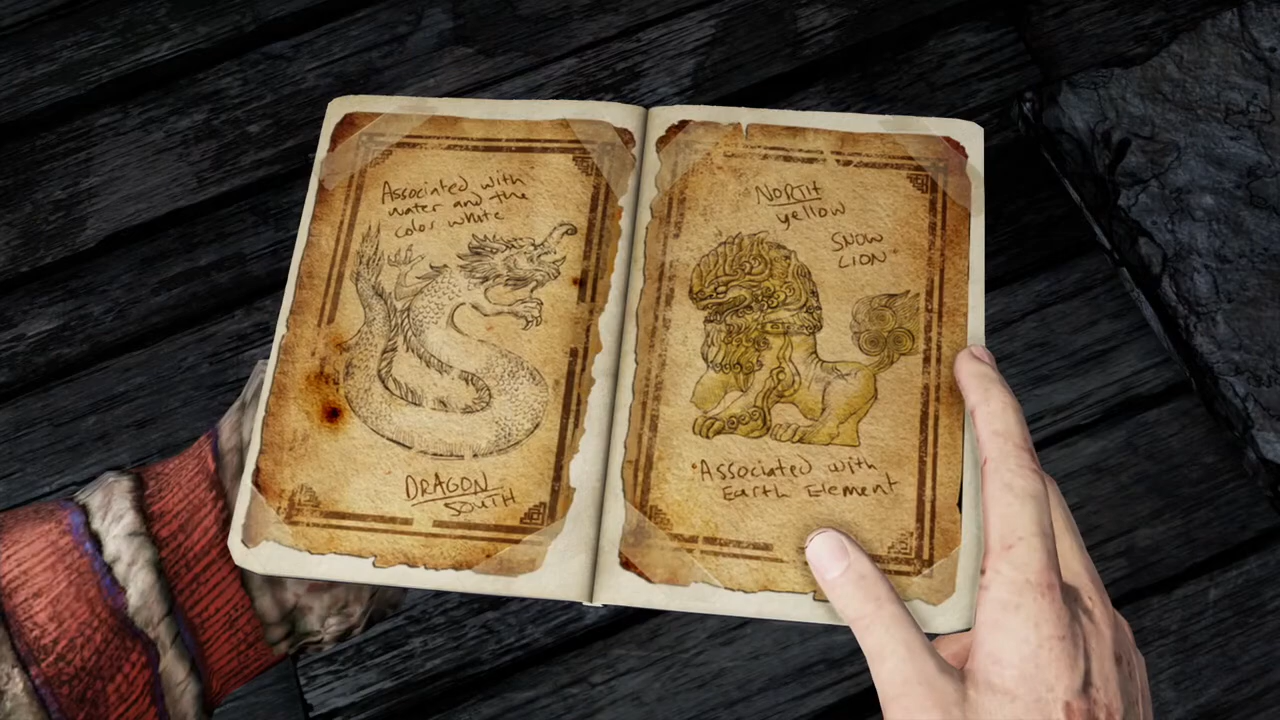 Associated with
water and the
color white
DRAGON
SOUTH
NORTH
yellow
SNOW
LION
Associated with
Earth Element